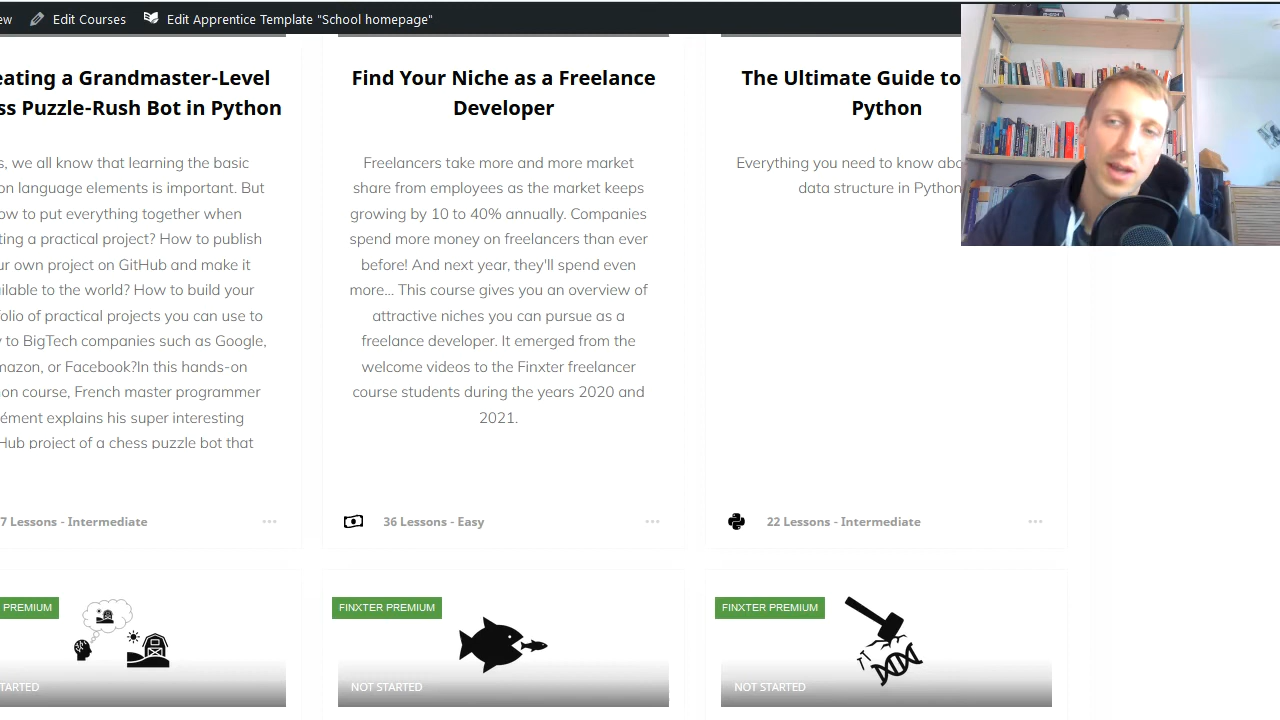 ew
Edit Courses
Edit Apprentice Template "School homepage"
eating a Grandmaster-Level
ss Puzzle-Rush Bot in Python
s, we all know that learning the basic
on language elements is important. But
ow to put everything together when
ting a practical project? How to publish
ur own project on GitHub and make it
ilable to the world? How to build your
folio of practical projects you can use to
y to BigTech companies such as Google,
mazon, or Facebook?In this hands-on
on course, French master programmer
ément explains his super interesting
Hub project of a chess puzzle bot that
7 Lessons - Intermediate
Find Your Niche as a Freelance
Developer
Freelancers take more and more market
share from employees as the market keeps
growing by 10 to 40% annually. Companies
spend more money on freelancers than ever
before! And next year, they'll spend even
more... This course gives you an overview of
attractive niches you can pursue as a
freelance developer. It emerged from the
welcome videos to the Finxter freelancer
course students during the years 2020 and
2021.
36 Lessons - Easy
The Ultimate Guide to
Python
Everything you need to know abo
data structure in Python
22 Lessons - Intermediate
PREMIUM
TARTED
FINXTER PREMIUM
NOT STARTED
FINXTER PREMIUM
NOT STARTED